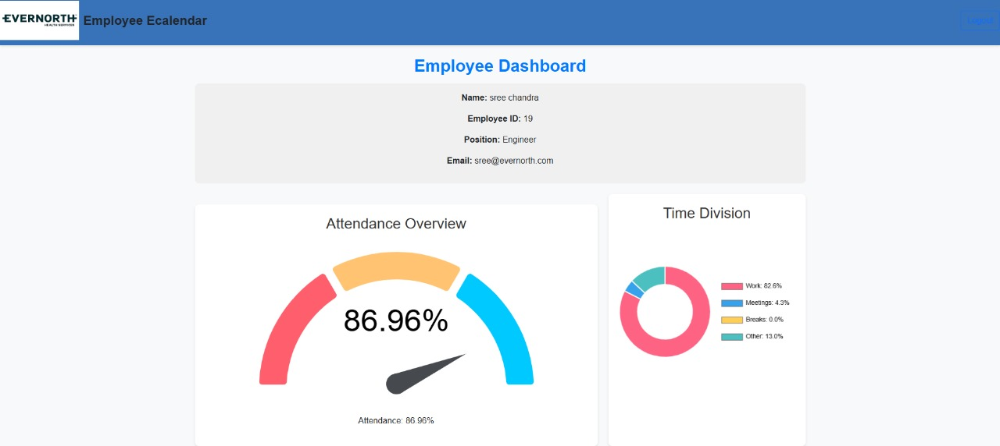 EVERNORTH
HEALTH SERVICES
Employee Ecalendar
Logout
Employee Dashboard
Name: sree chandra
Employee ID: 19
Position: Engineer
Email: sree@evernorth.com
Attendance Overview
86.96%
Attendance: 86.96%
Time Division
Work: 82.6%
Meetings: 4.3%
Breaks: 0.0%
Other: 13.0%